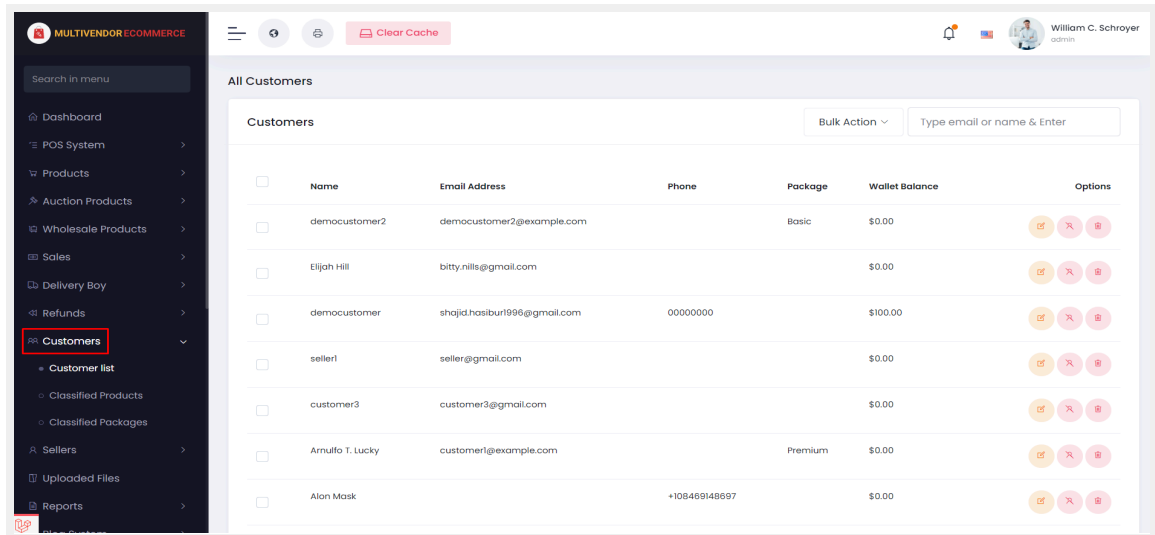 MULTIVENDOR ECOMMERCE
Clear Cache
William C. Schroyer
admin
Search in menu
Dashboard
POS System
Products
Auction Products
Wholesale Products
Sales
Delivery Boy
Refunds
Customers
Customer list
Classified Products
Classified Packages
Sellers
Uploaded Files
Reports
Blog System
All Customers
Customers
Bulk Action
Type email or name & Enter
Name Email Address Phone Package Wallet Balance Options
democustomer2 democustomer2@example.com Basic $0.00
Elijah Hill bitty.nills@gmail.com $0.00
democustomer shajid.hasibur1996@gmail.com 00000000 $100.00
seller1 seller@gmail.com $0.00
customer3 customer3@gmail.com $0.00
Arnulfo T. Lucky customer1@example.com Premium $0.00
Alon Mask +108469148697 $0.00